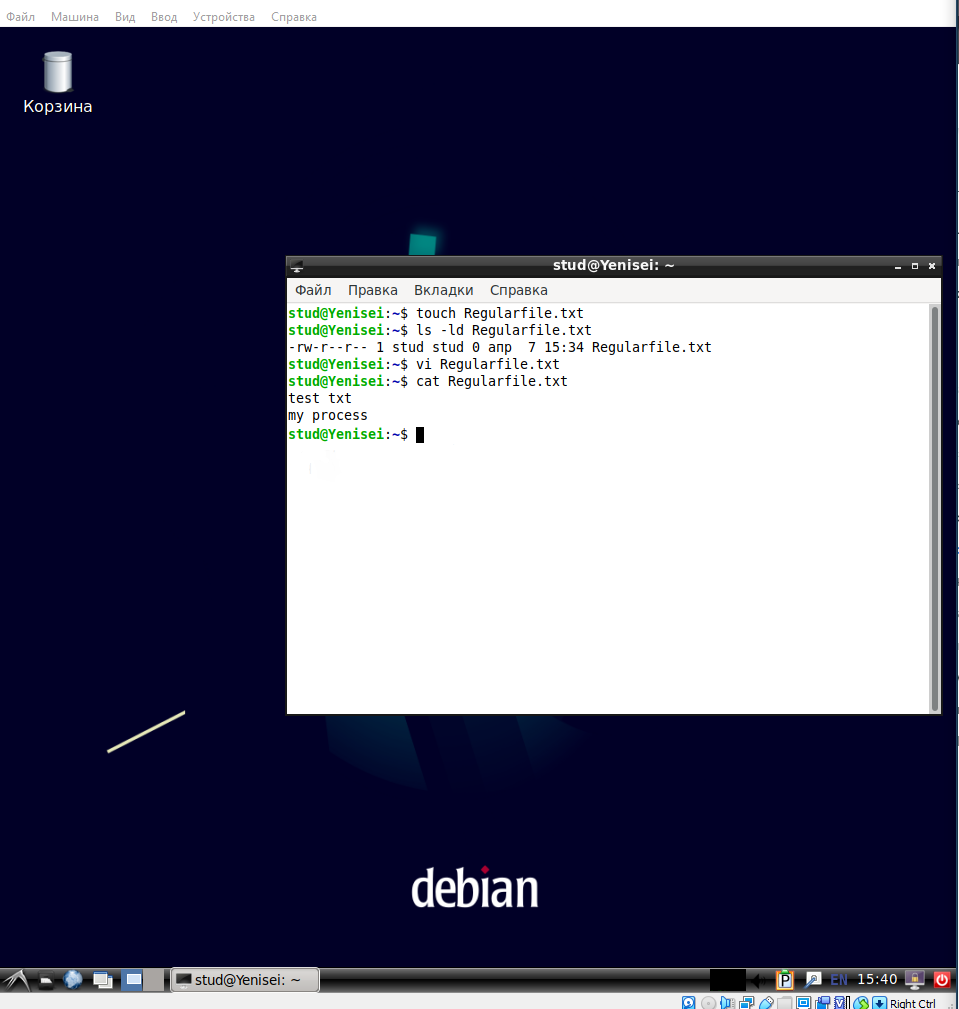 Файл Машина Вид Ввод Устройства Справка
Корзина
stud@Yenisei: ~
Файл Правка Вкладки Справка
stud@Yenisei:~$ touch Regularfile.txt
stud@Yenisei:~$ ls -ld Regularfile.txt
-rw-r--r-- 1 stud stud 0 апр  7 15:34 Regularfile.txt
stud@Yenisei:~$ vi Regularfile.txt
stud@Yenisei:~$ cat Regularfile.txt
test txt
my process
stud@Yenisei:~$
debian
stud@Yenisei: ~
P
EN
15:40
Right Ctrl